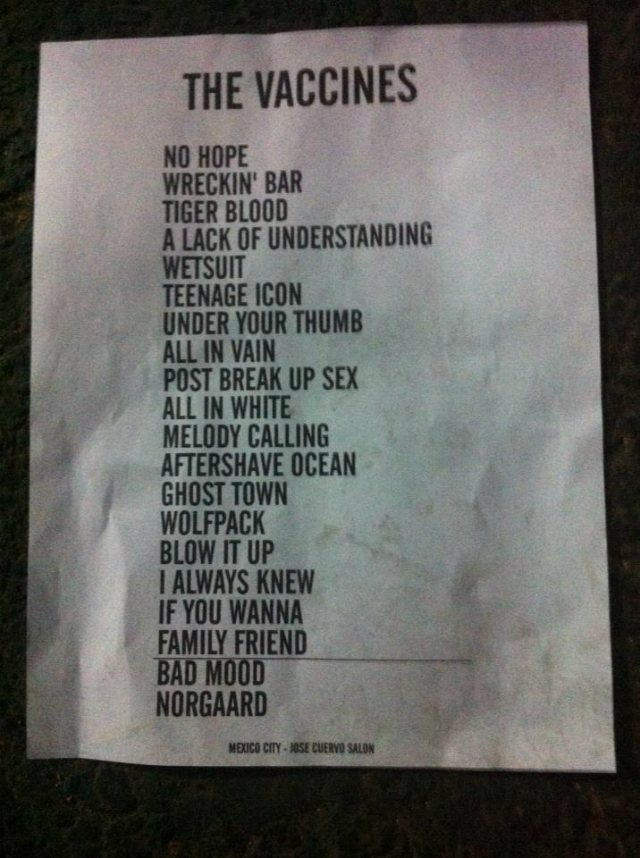 THE VACCINES
NO HOPE
WRECKIN' BAR
TIGER BLOOD
A LACK OF UNDERSTANDING
WETSUIT
TEENAGE ICON
UNDER YOUR THUMB
ALL IN VAIN
POST BREAK UP SEX
ALL IN WHITE
MELODY CALLING
AFTERSHAVE OCEAN
GHOST TOWN
WOLFPACK
BLOW IT UP
I ALWAYS KNEW
IF YOU WANNA
FAMILY FRIEND
BAD MOOD
NORGAARD
MEXICO CITY - JOSE CUERVO SALON